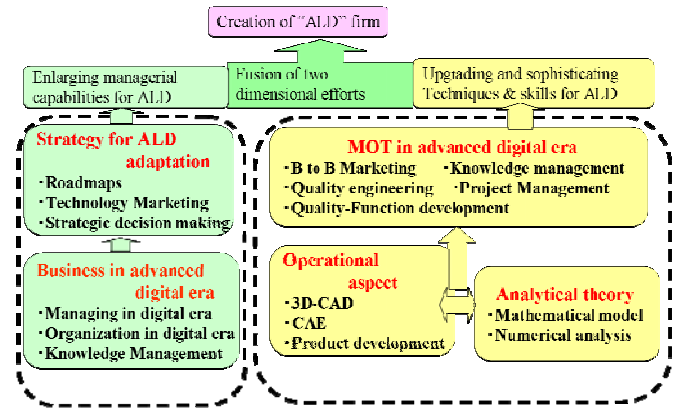 Creation of “ALD” firm
Enlarging managerial
capabilities for ALD
Fusion of two
dimensional efforts
Upgrading and sophisticating
Techniques & skills for ALD
Strategy for ALD
adaptation
・Roadmaps
・Technology Marketing
・Strategic decision making
Business in advanced
digital era
・Managing in digital era
・Organization in digital era
・Knowledge Management
MOT in advanced digital era
・B to B Marketing ・Knowledge management
・Quality engineering ・Project Management
・Quality-Function development
Operational
aspect
・3D-CAD
・CAE
・Product development
Analytical theory
・Mathematical model
・Numerical analysis